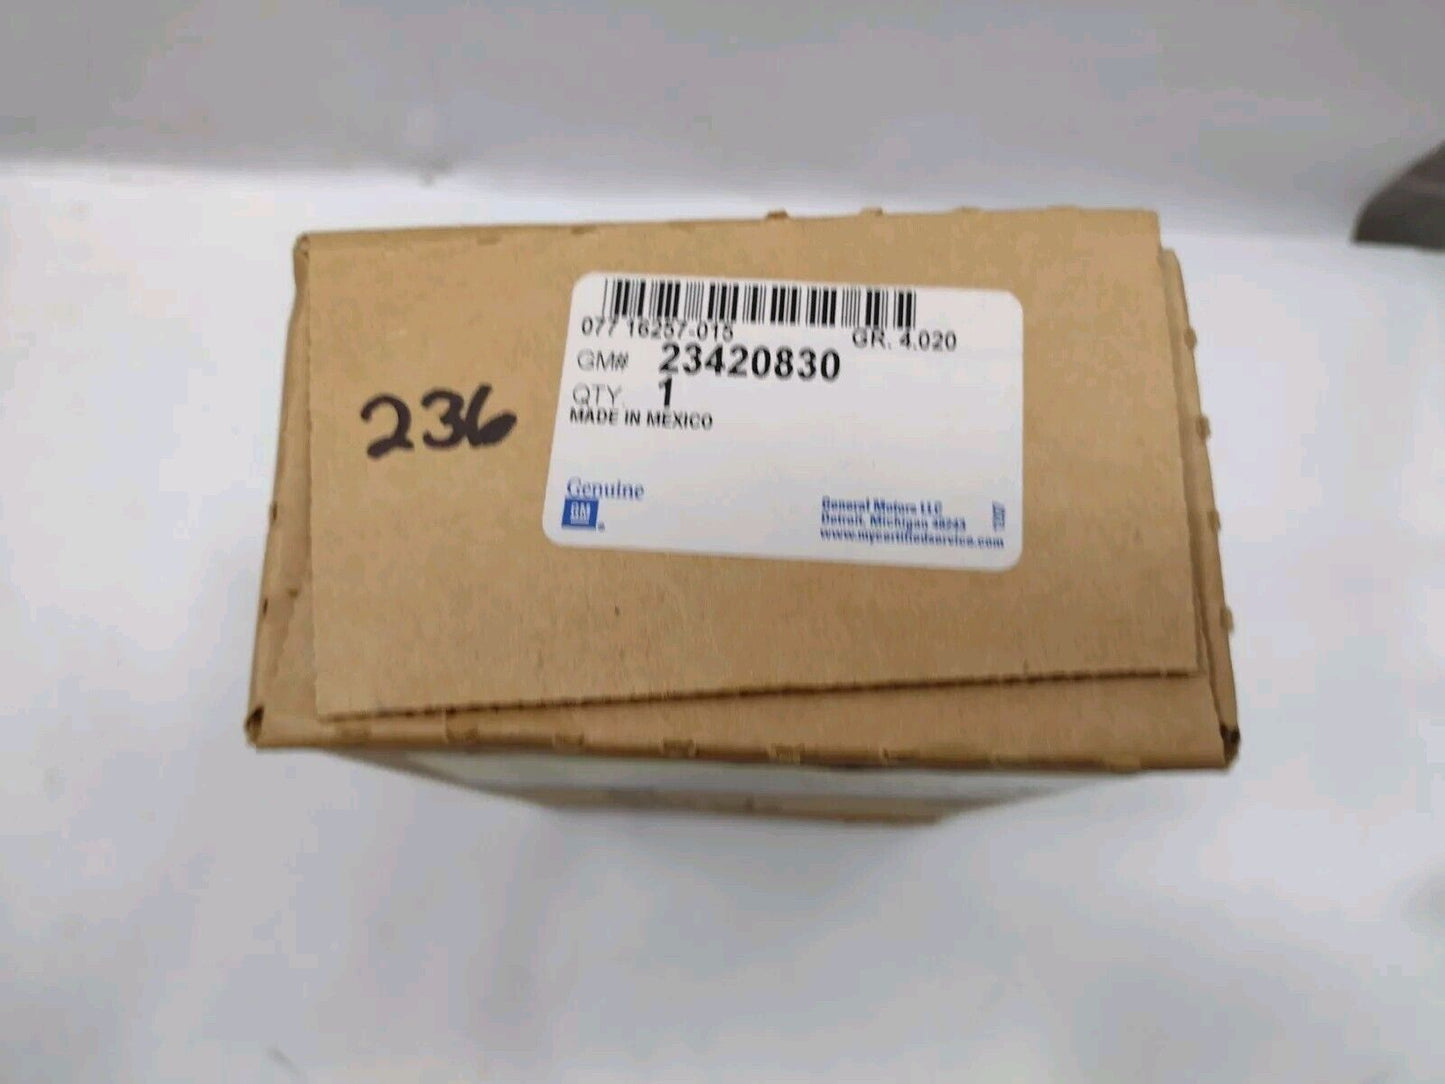 077 16257-015 GR. 4.020
GM# 23420830
236
QTY 1
MADE IN MEXICO
Genuine
GM
General Motors LLC
Detroit, Michigan 48243
www.mycertifiedservice.com